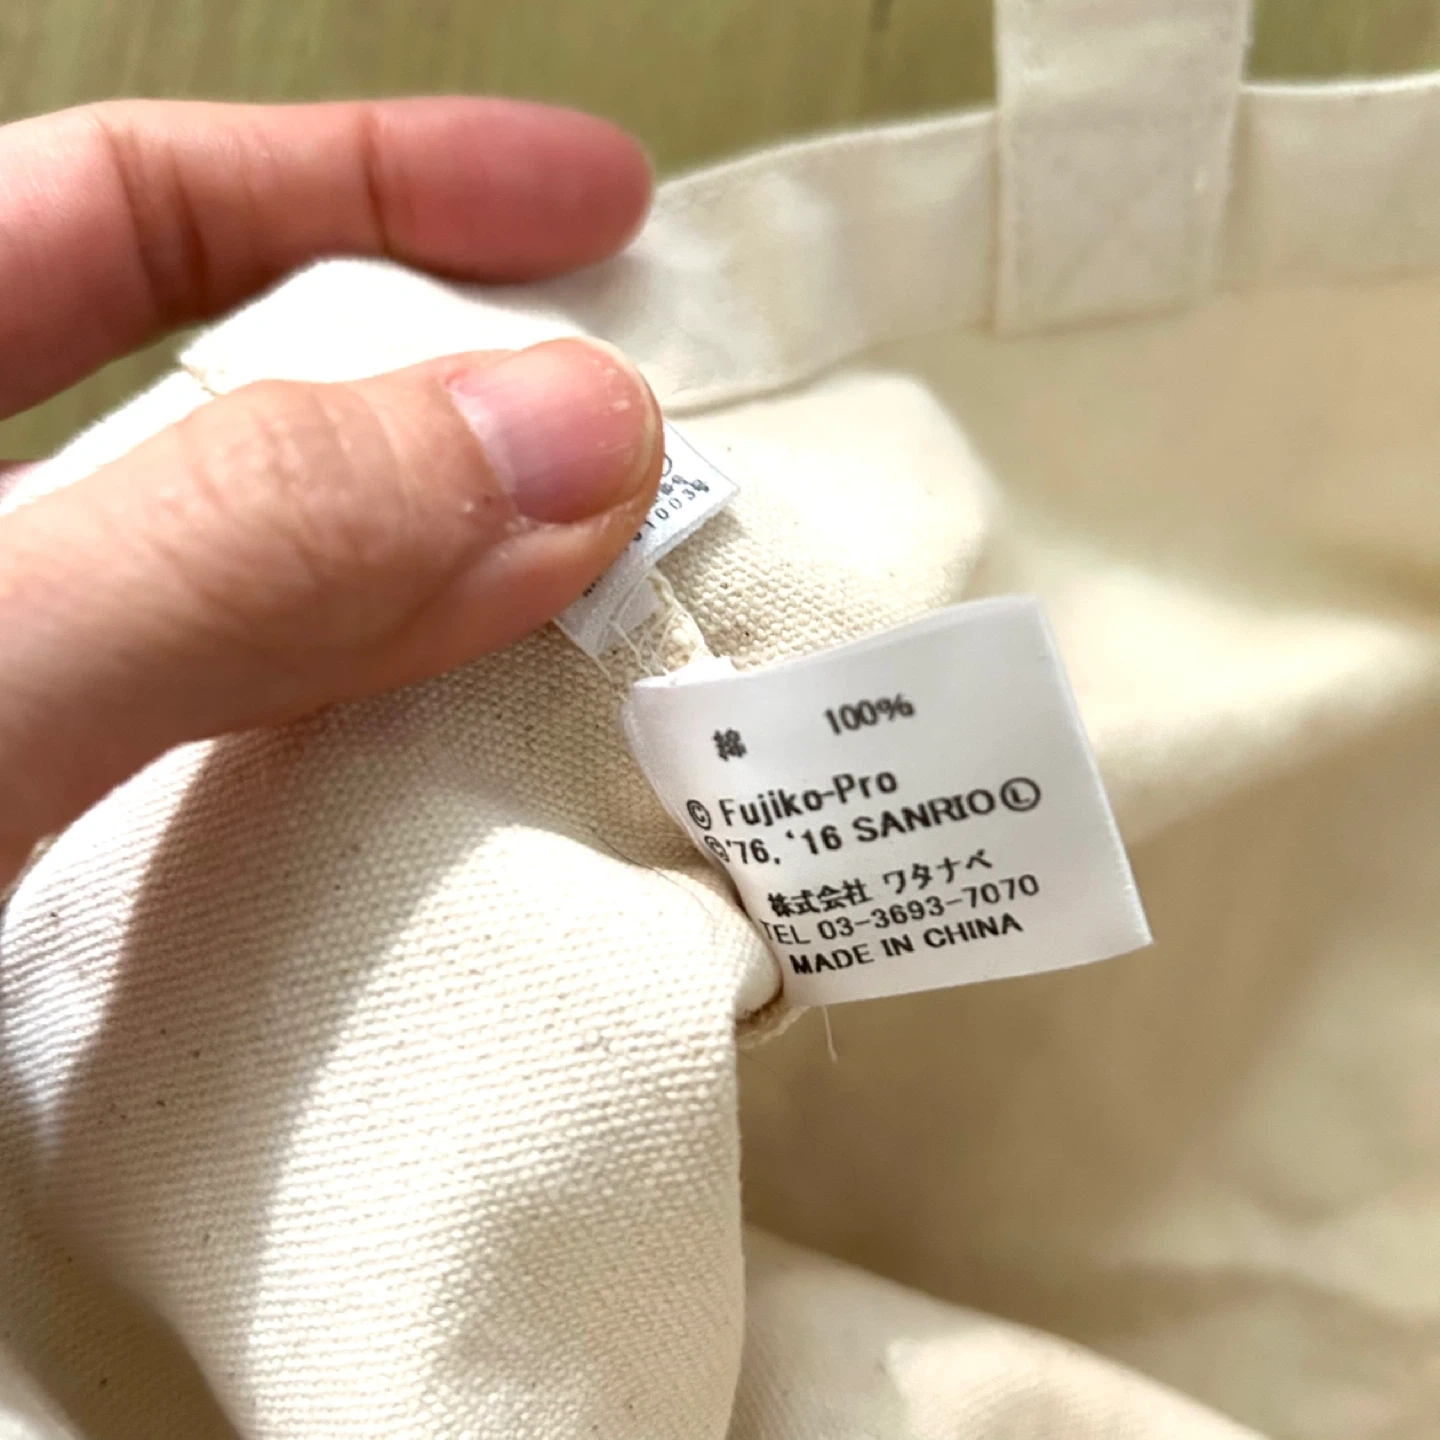 1003
綿 100%
© Fujiko-Pro
©'76, '16 SANRIO Ⓛ
株式会社 ワタナベ
TEL 03-3693-7070
MADE IN CHINA